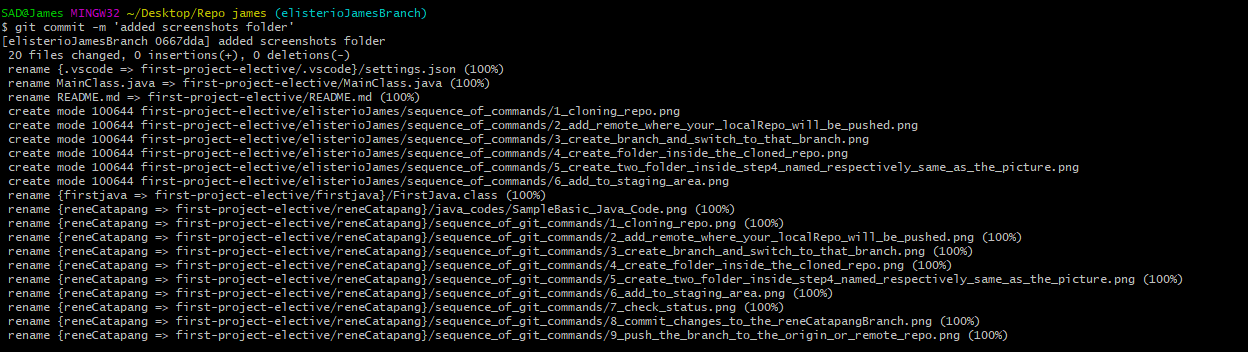 SAD@James MINGW32 ~/Desktop/Repo james (elisterioJamesBranch)
$ git commit -m 'added screenshots folder'
[elisterioJamesBranch 0667dda] added screenshots folder
 20 files changed, 0 insertions(+), 0 deletions(-)
 rename {.vscode => first-project-elective/.vscode}/settings.json (100%)
 rename MainClass.java => first-project-elective/MainClass.java (100%)
 rename README.md => first-project-elective/README.md (100%)
 create mode 100644 first-project-elective/elisterioJames/sequence_of_commands/1_cloning_repo.png
 create mode 100644 first-project-elective/elisterioJames/sequence_of_commands/2_add_remote_where_your_localRepo_will_be_pushed.png
 create mode 100644 first-project-elective/elisterioJames/sequence_of_commands/3_create_branch_and_switch_to_that_branch.png
 create mode 100644 first-project-elective/elisterioJames/sequence_of_commands/4_create_folder_inside_the_cloned_repo.png
 create mode 100644 first-project-elective/elisterioJames/sequence_of_commands/5_create_two_folder_inside_step4_named_respectively_same_as_the_picture.png
 create mode 100644 first-project-elective/elisterioJames/sequence_of_commands/6_add_to_staging_area.png
 rename {firstjava => first-project-elective/firstjava}/FirstJava.class (100%)
 rename {reneCatapang => first-project-elective/reneCatapang}/java_codes/SampleBasic_Java_Code.png (100%)
 rename {reneCatapang => first-project-elective/reneCatapang}/sequence_of_git_commands/1_cloning_repo.png (100%)
 rename {reneCatapang => first-project-elective/reneCatapang}/sequence_of_git_commands/2_add_remote_where_your_localRepo_will_be_pushed.png (100%)
 rename {reneCatapang => first-project-elective/reneCatapang}/sequence_of_git_commands/3_create_branch_and_switch_to_that_branch.png (100%)
 rename {reneCatapang => first-project-elective/reneCatapang}/sequence_of_git_commands/4_create_folder_inside_the_cloned_repo.png (100%)
 rename {reneCatapang => first-project-elective/reneCatapang}/sequence_of_git_commands/5_create_two_folder_inside_step4_named_respectively_same_as_the_picture.png (100%)
 rename {reneCatapang => first-project-elective/reneCatapang}/sequence_of_git_commands/6_add_to_staging_area.png (100%)
 rename {reneCatapang => first-project-elective/reneCatapang}/sequence_of_git_commands/7_check_status.png (100%)
 rename {reneCatapang => first-project-elective/reneCatapang}/sequence_of_git_commands/8_commit_changes_to_the_reneCatapangBranch.png (100%)
 rename {reneCatapang => first-project-elective/reneCatapang}/sequence_of_git_commands/9_push_the_branch_to_the_origin_or_remote_repo.png (100%)